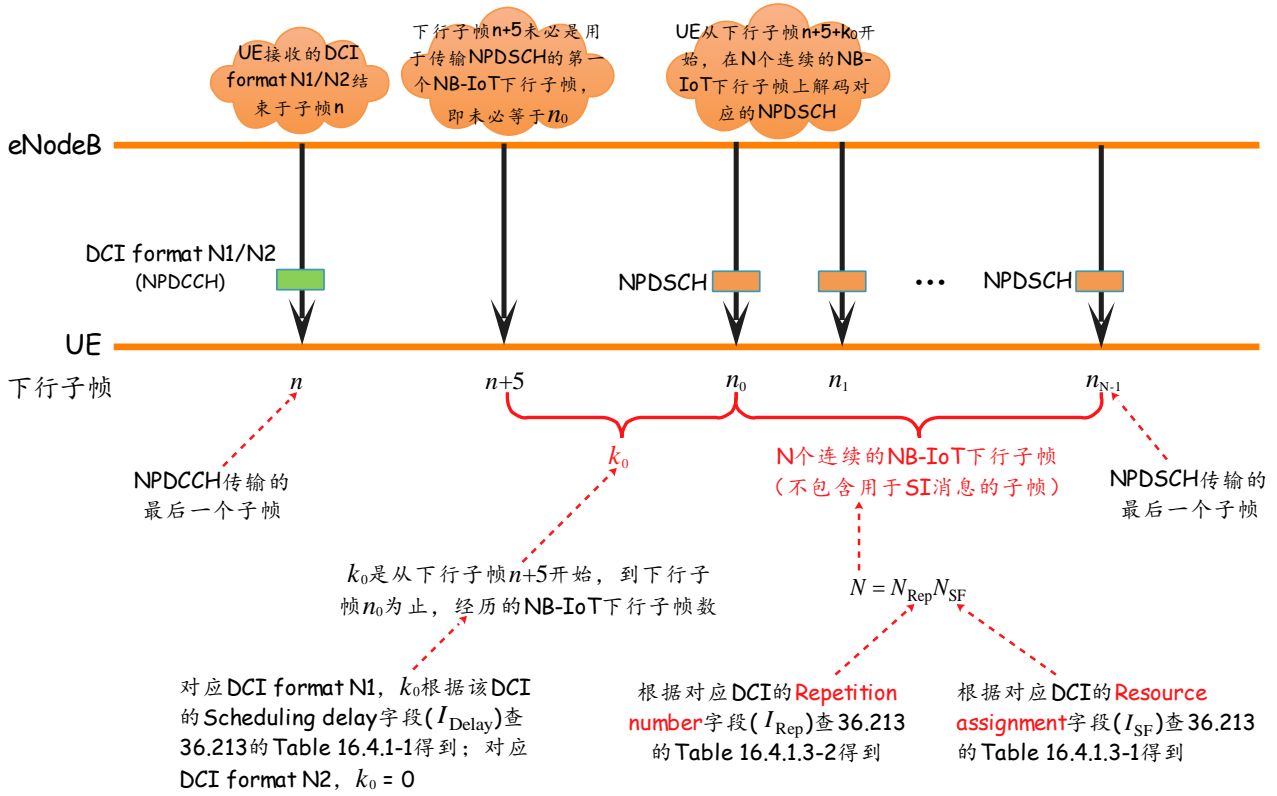 UE接收的DCI
format N1/N2结
束于子帧n
下行子帧n+5未必是用
于传输NPDSCH的第一
个NB-IoT下行子帧，
即未必等于n₀
UE从下行子帧n+5+k₀开
始，在N个连续的NB-
IoT下行子帧上解码对
应的NPDSCH
eNodeB
DCI format N1/N2
(NPDCCH)
NPDSCH
...
NPDSCH
UE
下行子帧
n
n+5
n₀
n₁
n_{N-1}
k₀
N个连续的NB-IoT下行子帧
（不包含用于SI消息的子帧）
NPDCCH传输的
最后一个子帧
NPDSCH传输的
最后一个子帧
k₀是从下行子帧n+5开始，到下行子
帧n₀为止，经历的NB-IoT下行子帧数
N = N_{Rep}N_{SF}
对应DCI format N1，k₀根据该DCI
的Scheduling delay字段(I_{Delay})查
36.213的Table 16.4.1-1得到；对应
DCI format N2，k₀ = 0
根据对应DCI的Repetition
number字段(I_{Rep})查36.213
的Table 16.4.1.3-2得到
根据对应DCI的Resource
assignment字段(I_{SF})查36.213
的Table 16.4.1.3-1得到